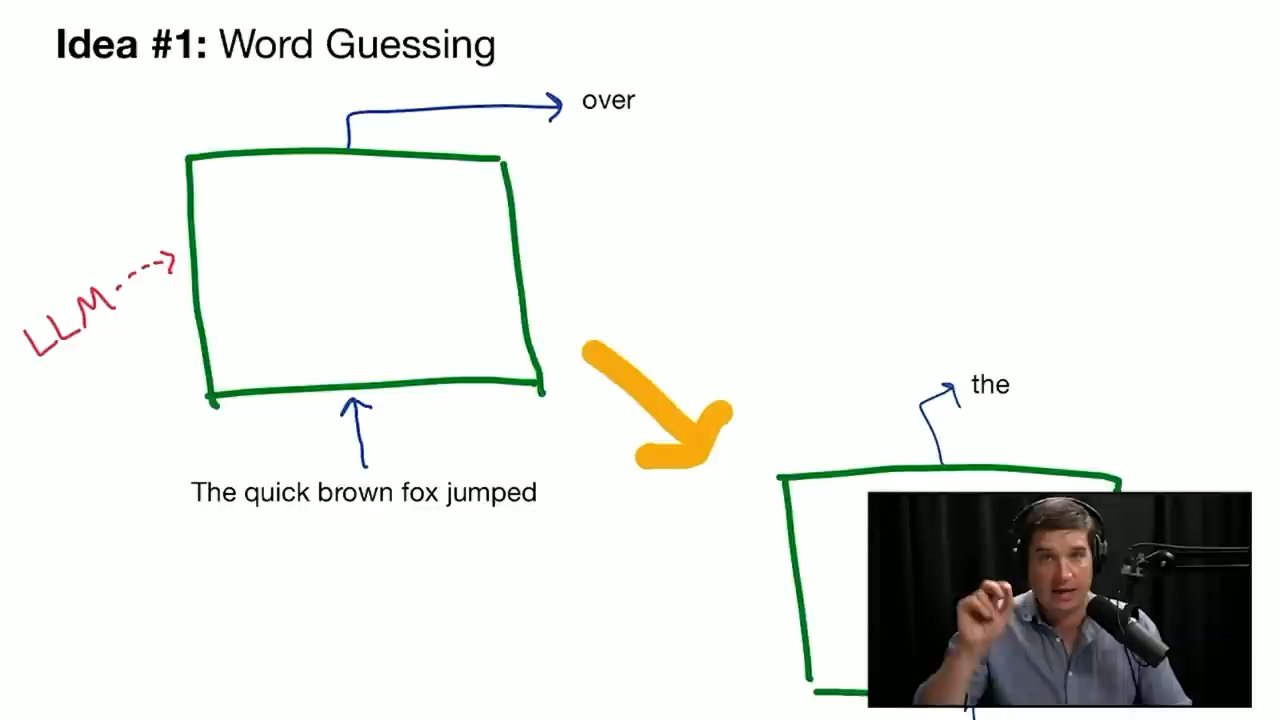 Idea #1: Word Guessing
over
LLM
The quick brown fox jumped
the